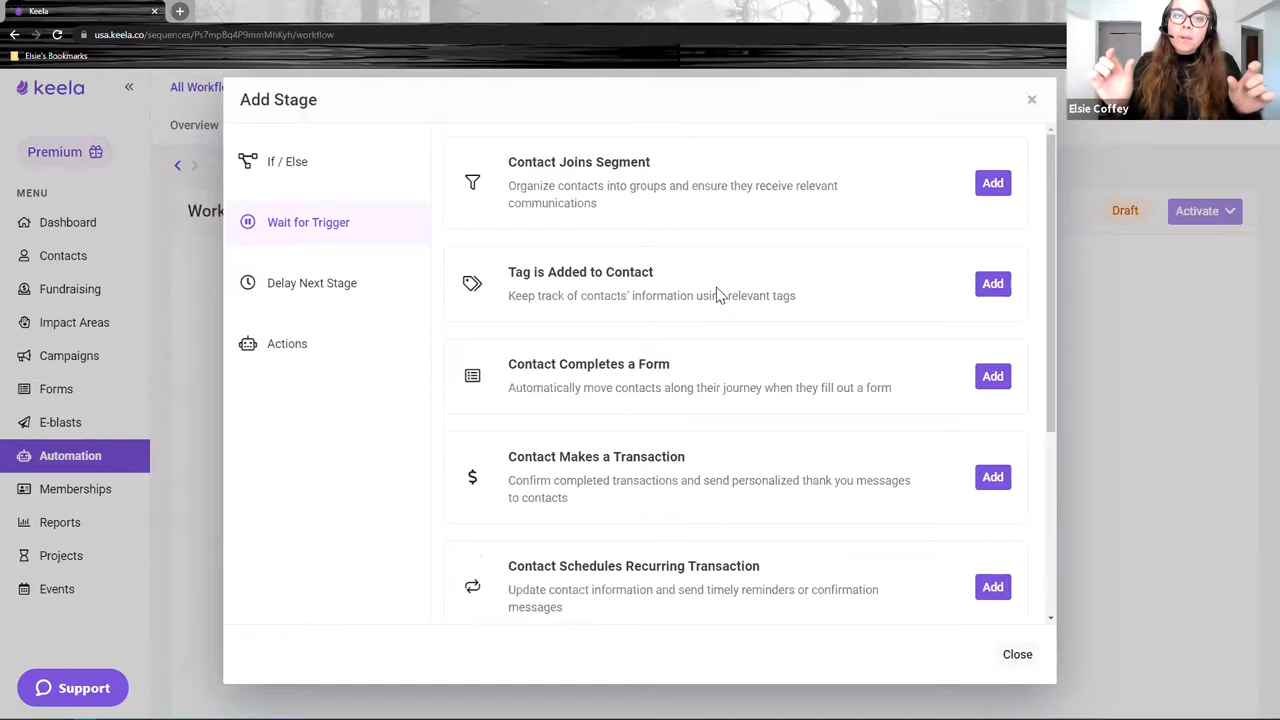 Keela
usa.keela.co/sequences/Ps7mpBq4P9mmMhKyh/workflow
Elsie's Bookmarks
Elsie Coffey
keela
Premium
MENU
Dashboard
Contacts
Fundraising
Impact Areas
Campaigns
Forms
E-blasts
Automation
Memberships
Reports
Projects
Events
Support
All Workfl
Overview
Work
Draft
Activate
Add Stage
If / Else
Wait for Trigger
Delay Next Stage
Actions
Contact Joins Segment
Organize contacts into groups and ensure they receive relevant
communications
Add
Tag is Added to Contact
Keep track of contacts' information using relevant tags
Add
Contact Completes a Form
Automatically move contacts along their journey when they fill out a form
Add
Contact Makes a Transaction
Confirm completed transactions and send personalized thank you messages
to contacts
Add
Contact Schedules Recurring Transaction
Update contact information and send timely reminders or confirmation
messages
Add
Close